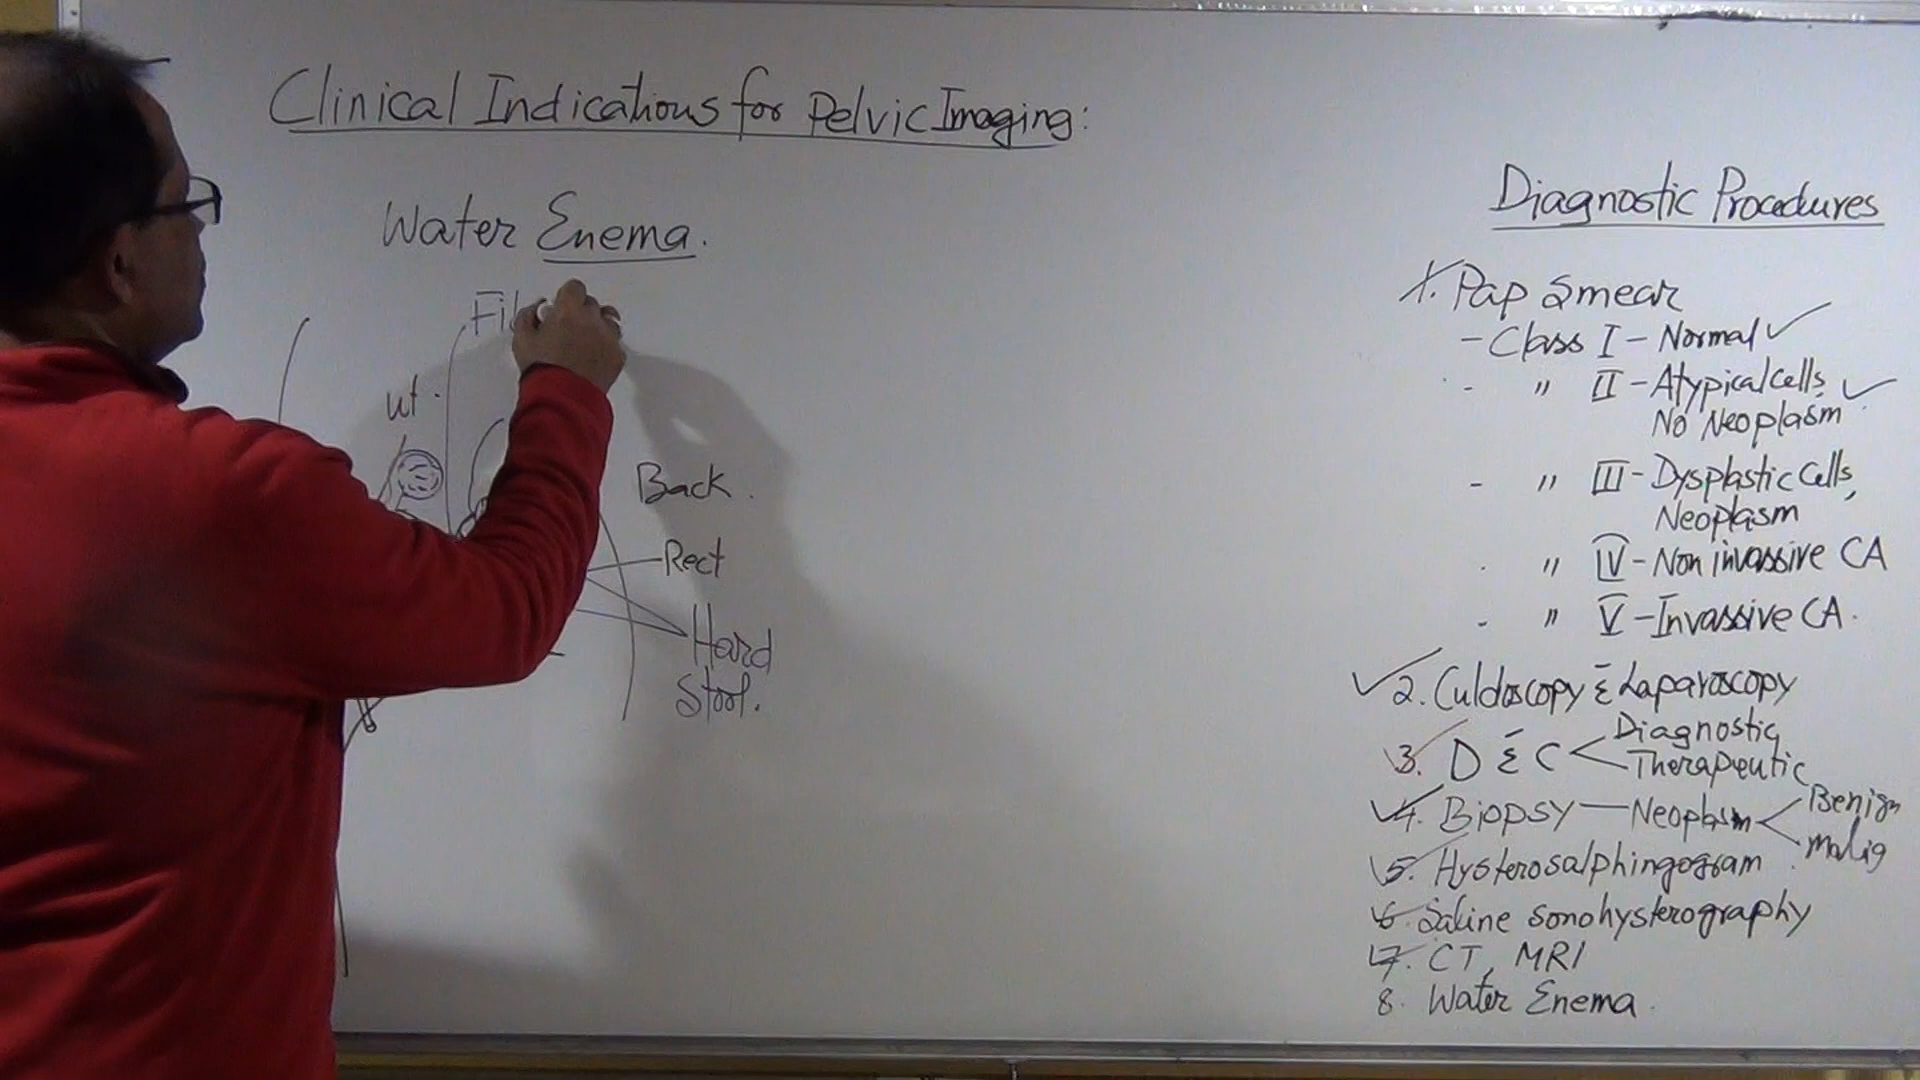 Clinical Indications for Pelvic Imaging:
Water Enema.
ut.
Back.
Rect
Hard
Stool.
Diagnostic Procedures
1. Pap Smear
- Class I - Normal ✓
- " II - Atypical Cells, ✓
No Neoplasm
- " III - Dysplastic Cells,
Neoplasm
- " IV - Non invassive CA
- " V - Invassive CA.
✓ 2. Culdoscopy & Laparoscopy
3. D & C < Diagnostic
Therapeutic
4. Biopsy — Neoplasm < Benign
malig
5. Hysterosalphingogram
6. Saline Sonohysterography
7. CT, MRI
8. Water Enema.